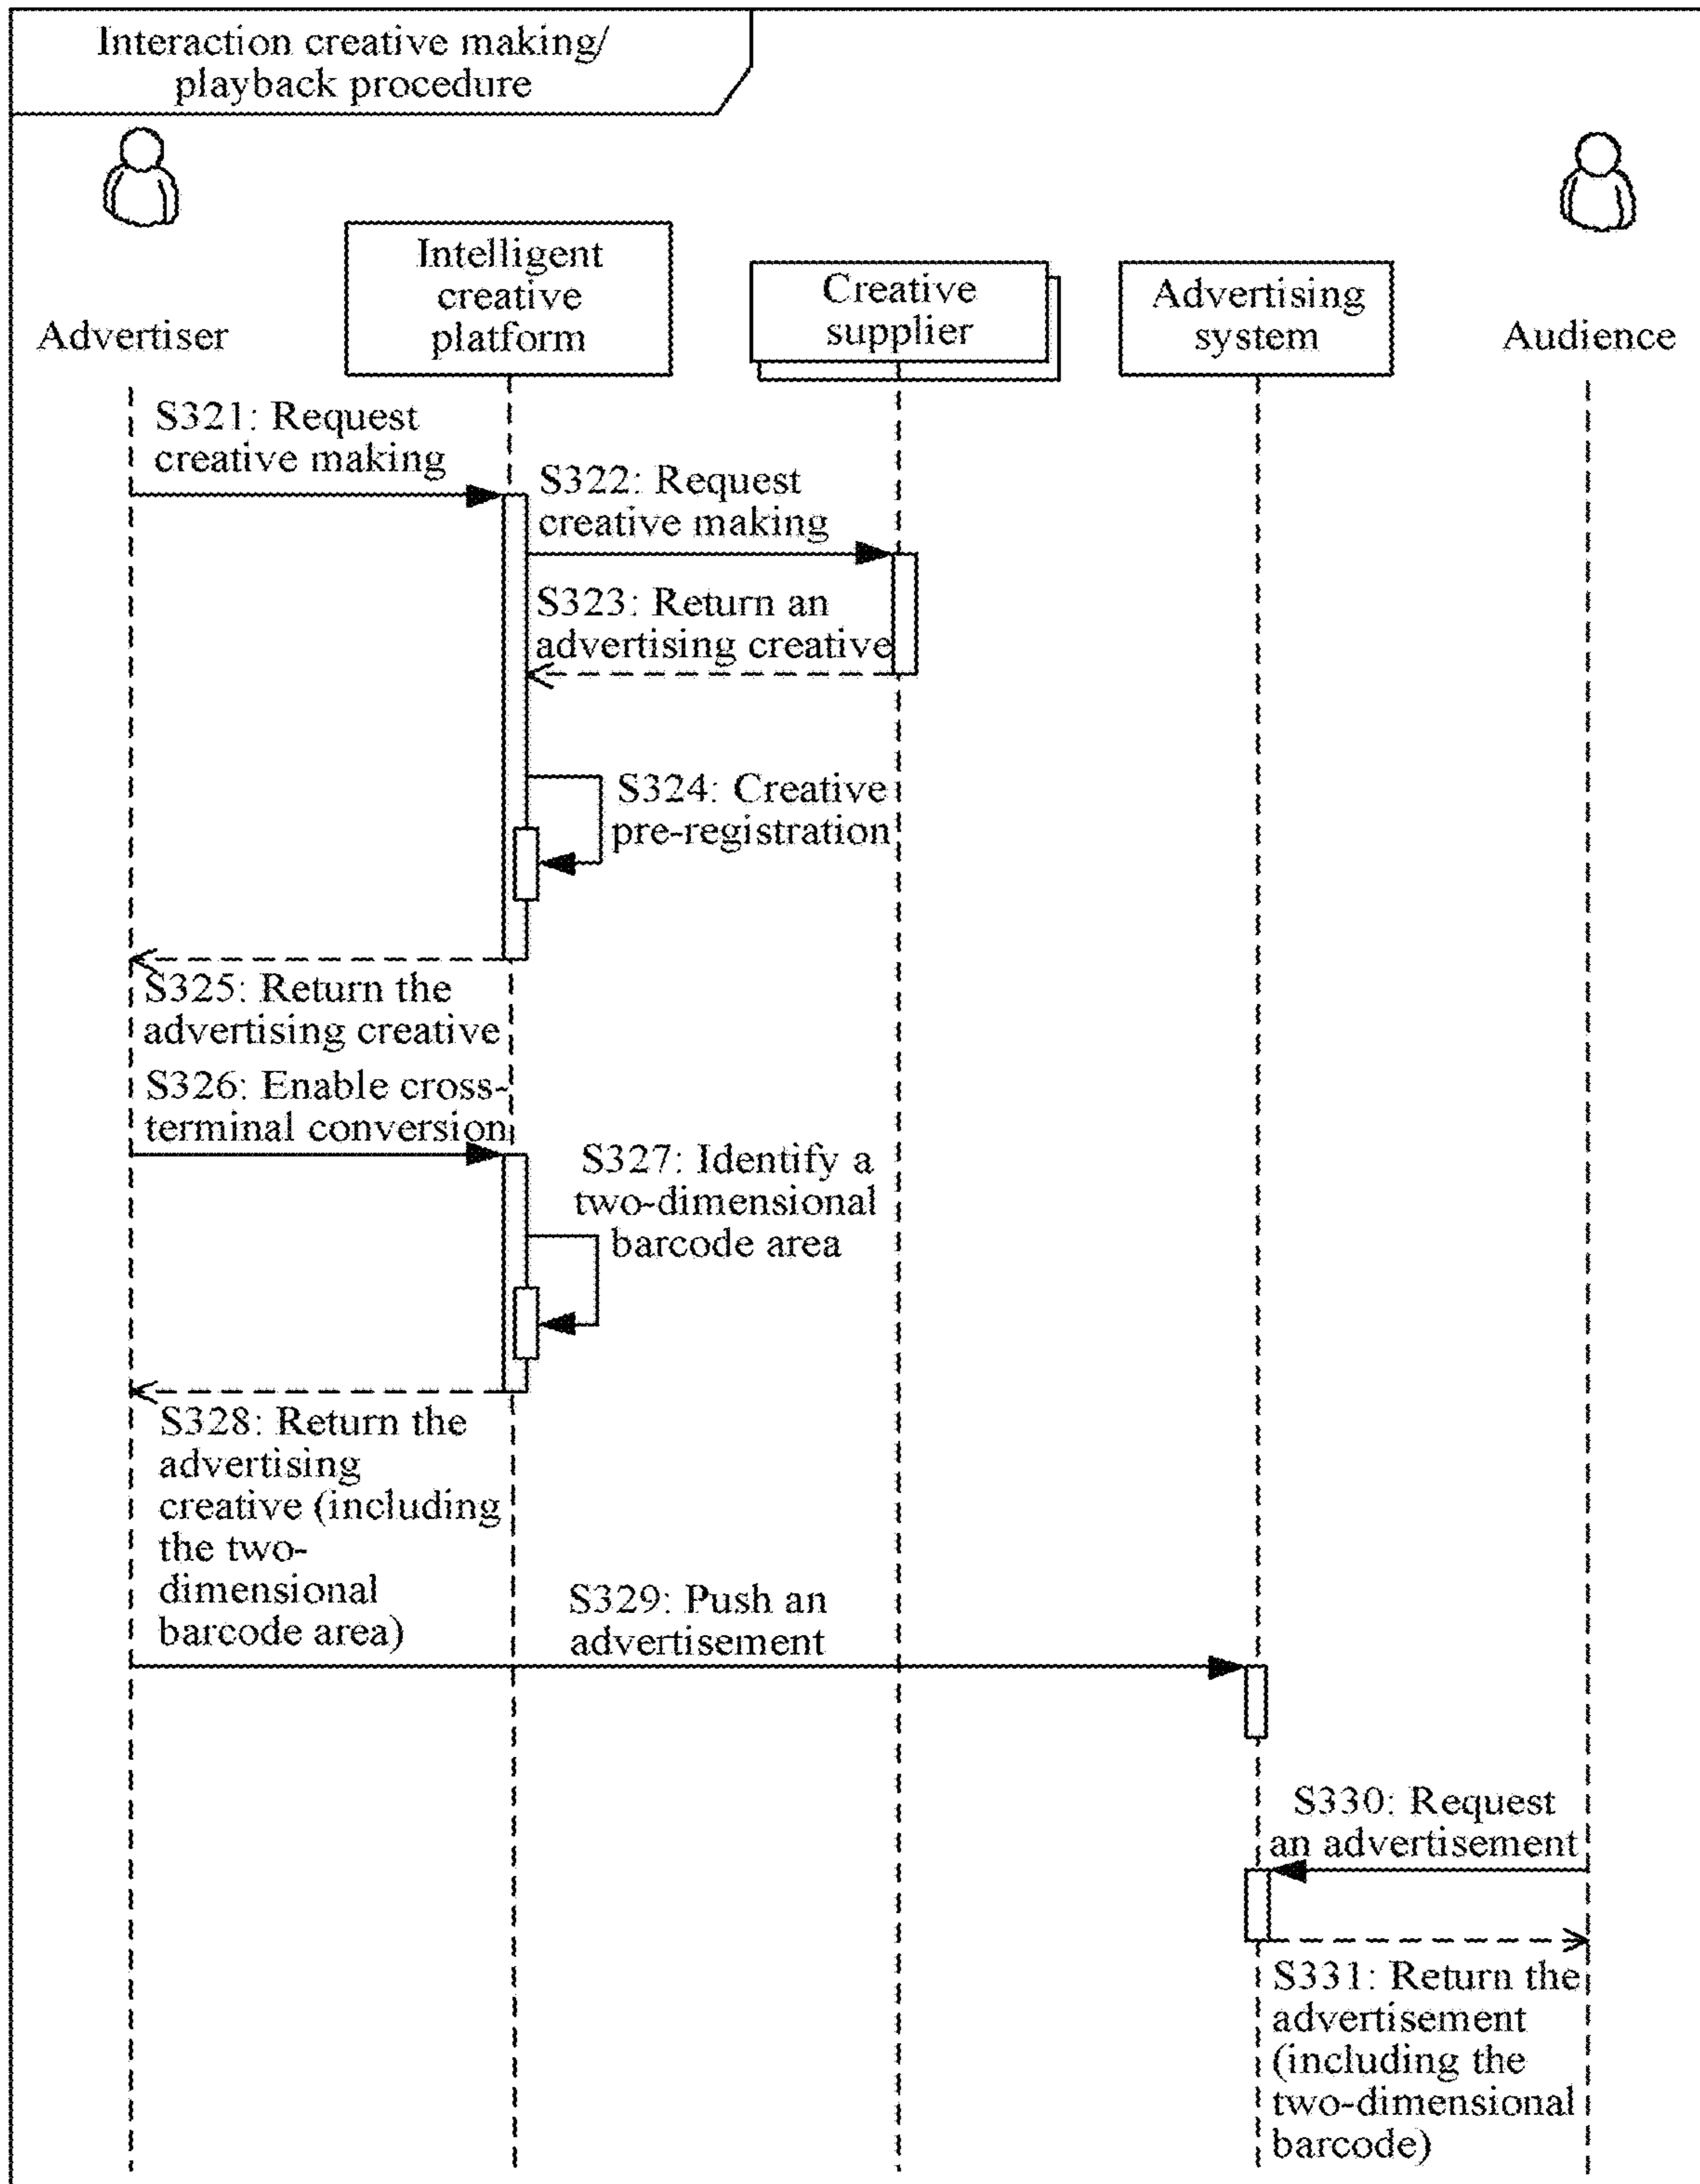 Interaction creative making/
playback procedure
Advertiser
Intelligent
creative
platform
Creative
supplier
Advertising
system
Audience
S321: Request
creative making
S322: Request
creative making
S323: Return an
advertising creative
S324: Creative
pre-registration
S325: Return the
advertising creative
S326: Enable cross-
terminal conversion
S327: Identify a
two-dimensional
barcode area
S328: Return the
advertising
creative (including
the two-
dimensional
barcode area)
S329: Push an
advertisement
S330: Request
an advertisement
S331: Return the
advertisement
(including the
two-dimensional
barcode)